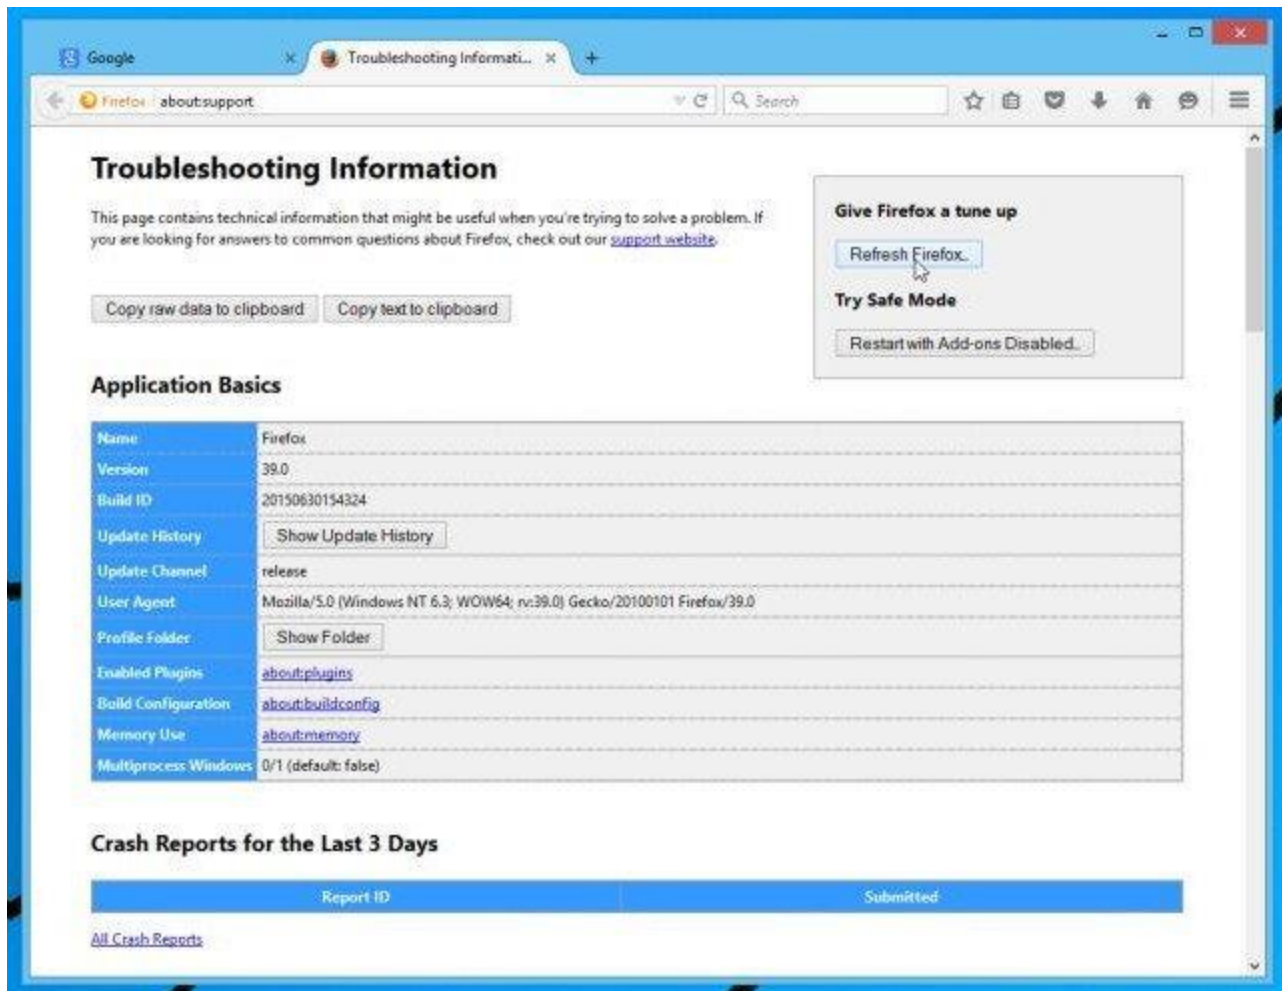 Google
Troubleshooting Informati...
Firefox about:support
Search
Troubleshooting Information
This page contains technical information that might be useful when you're trying to solve a problem. If
you are looking for answers to common questions about Firefox, check out our support website.
Copy raw data to clipboard Copy text to clipboard
Give Firefox a tune up
Refresh Firefox...
Try Safe Mode
Restart with Add-ons Disabled...
Application Basics
Name Firefox
Version 39.0
Build ID 20150630154324
Update History Show Update History
Update Channel release
User Agent Mozilla/5.0 (Windows NT 6.3; WOW64; rv:39.0) Gecko/20100101 Firefox/39.0
Profile Folder Show Folder
Enabled Plugins about:plugins
Build Configuration about:buildconfig
Memory Use about:memory
Multiprocess Windows 0/1 (default: false)
Crash Reports for the Last 3 Days
Report ID Submitted
All Crash Reports